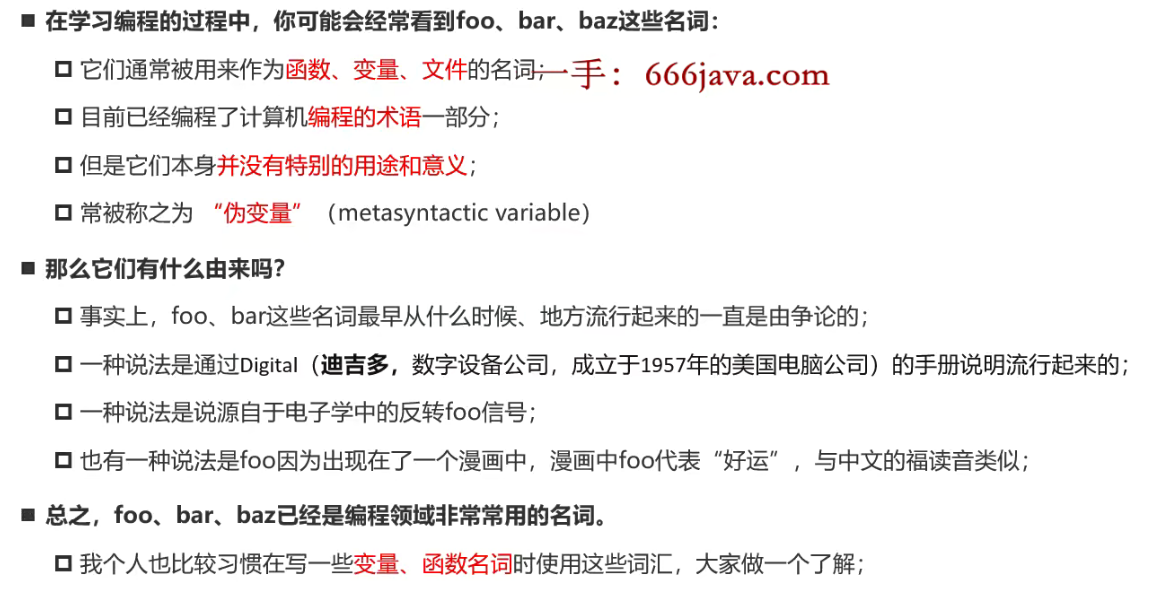 在学习编程的过程中，你可能会经常看到foo、bar、baz这些名词：
它们通常被用来作为函数、变量、文件的名词；一手：666java.com
目前已经编程了计算机编程的术语一部分；
但是它们本身并没有特别的用途和意义；
常被称之为 “伪变量”（metasyntactic variable）
那么它们有什么由来吗？
事实上，foo、bar这些名词最早从什么时候、地方流行起来的一直是由争论的；
一种说法是通过Digital（迪吉多，数字设备公司，成立于1957年的美国电脑公司）的手册说明流行起来的；
一种说法是说源自于电子学中的反转foo信号；
也有一种说法是foo因为出现在了一个漫画中，漫画中foo代表“好运”，与中文的福读音类似；
总之，foo、bar、baz已经是编程领域非常常用的名词。
我个人也比较习惯在写一些变量、函数名词时使用这些词汇，大家做一个了解；